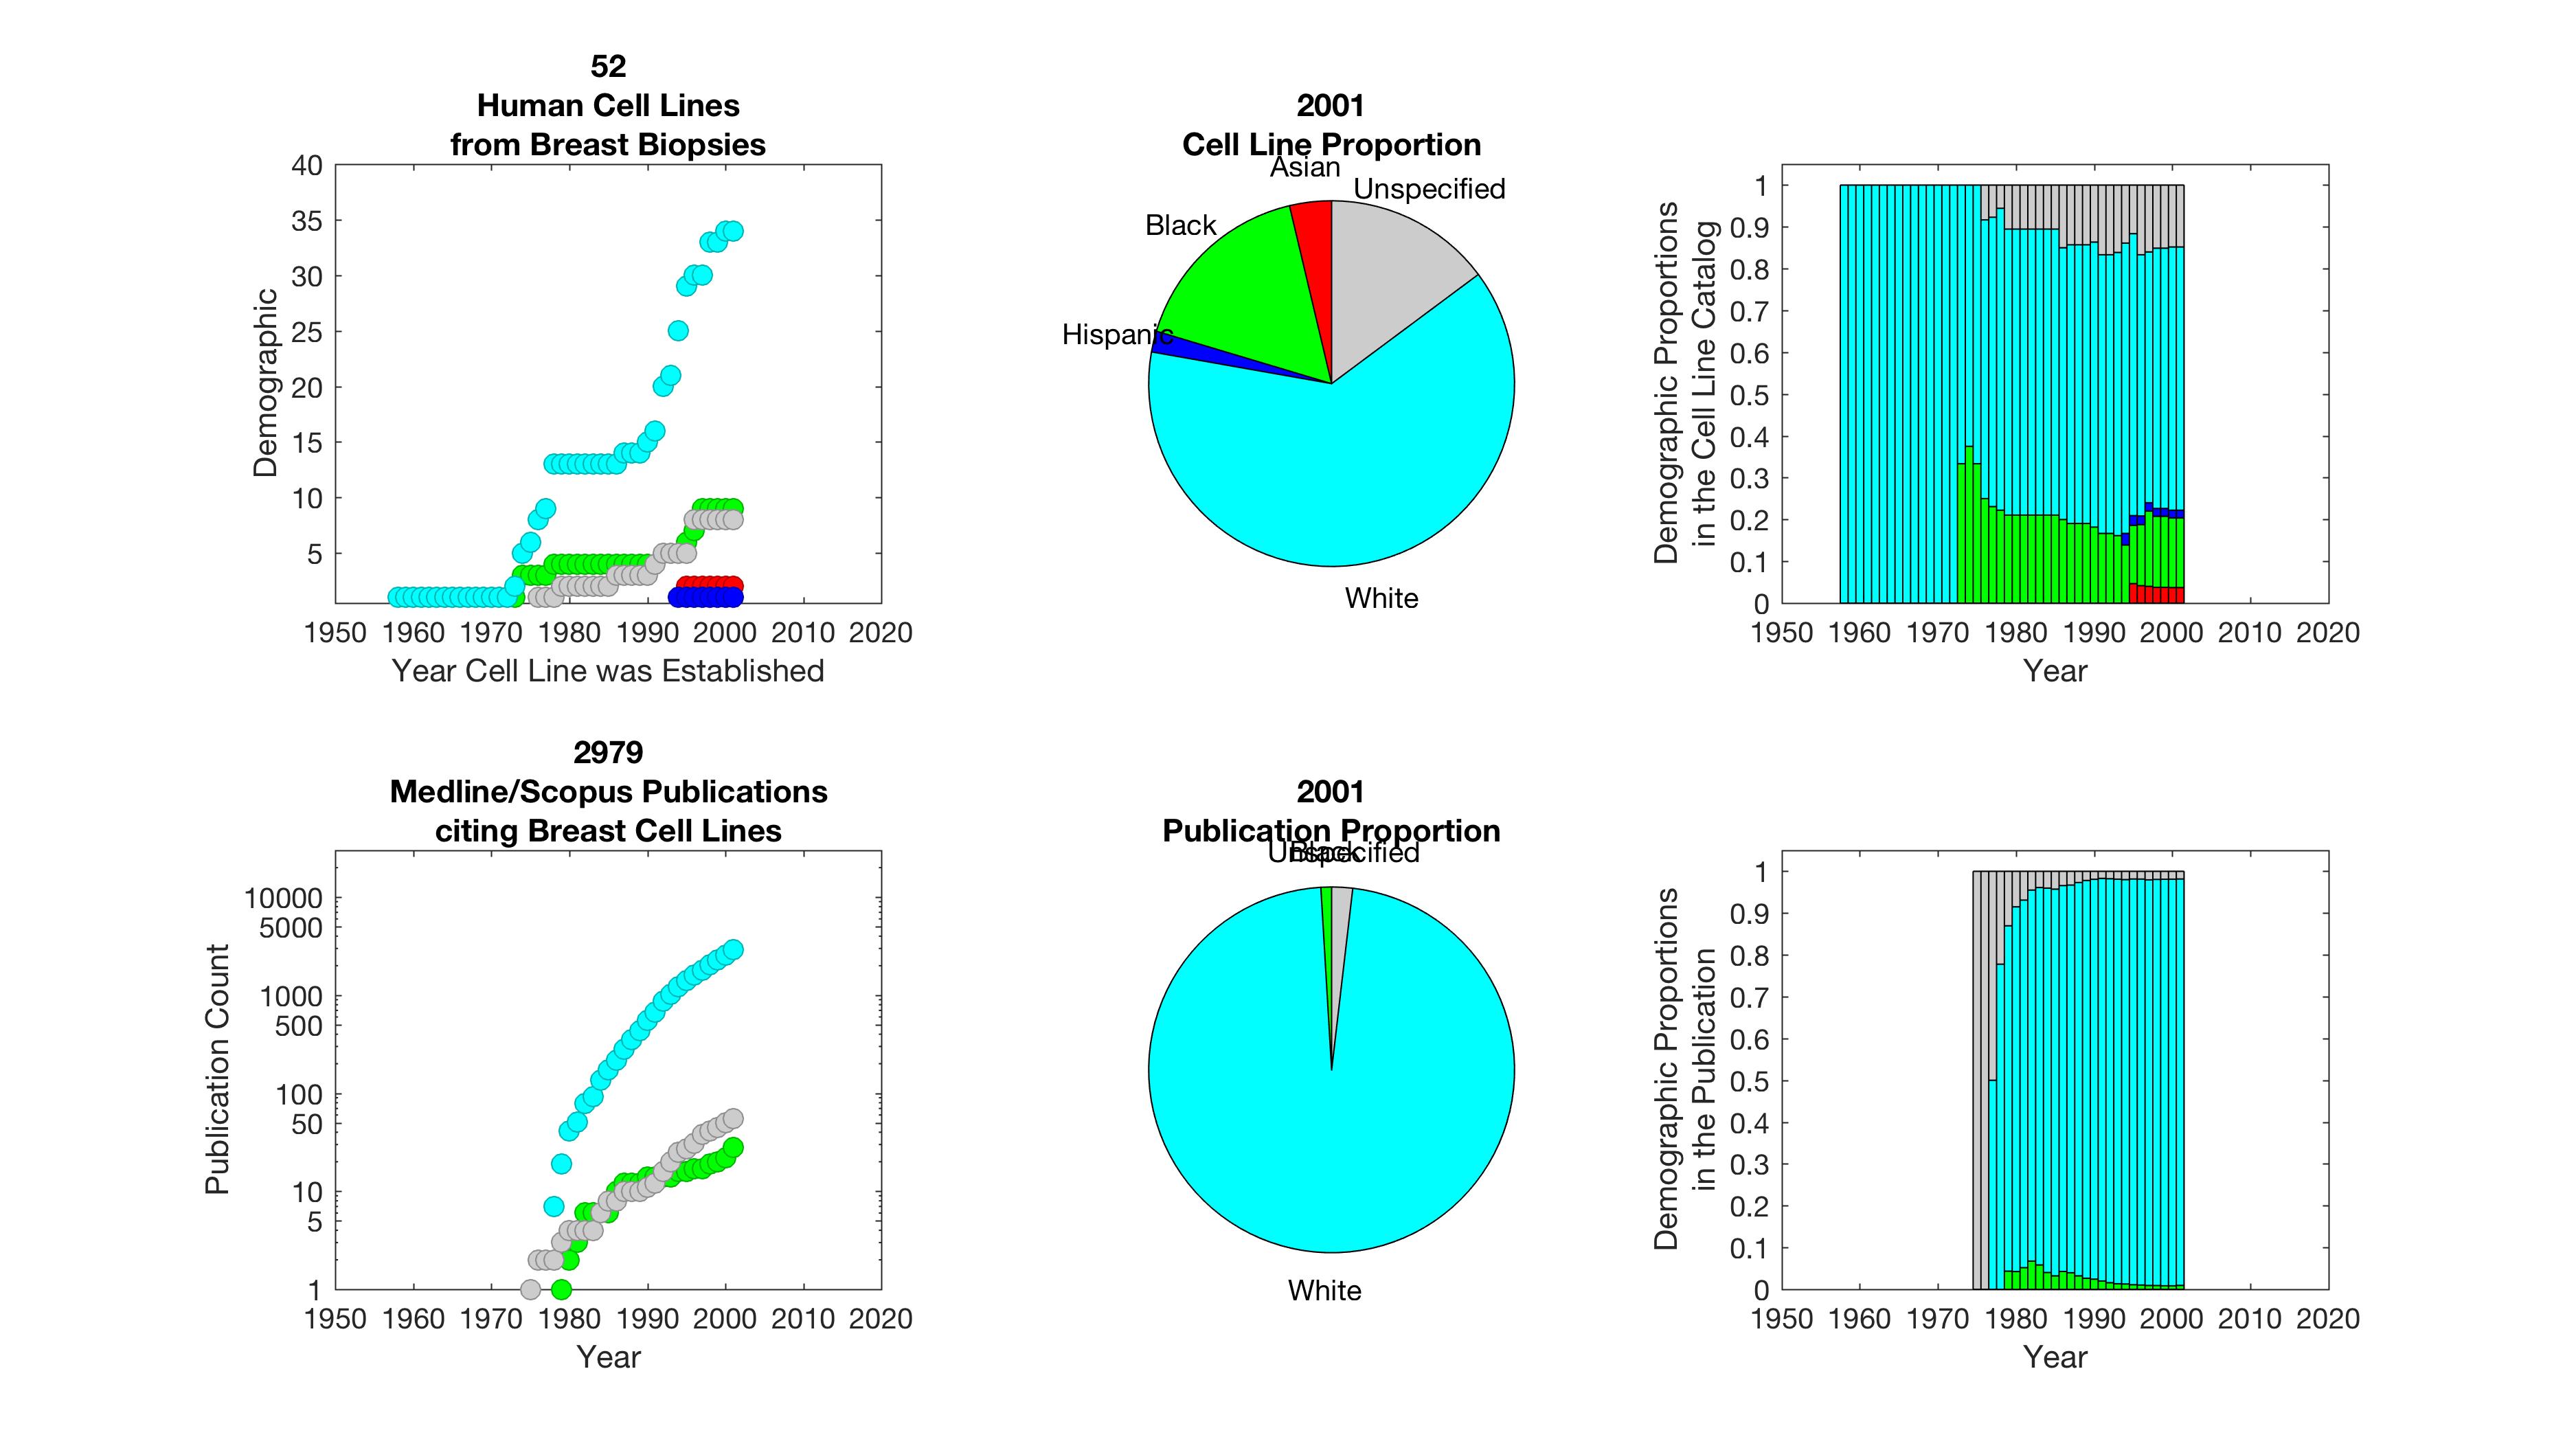 52
Human Cell Lines
from Breast Biopsies
40
35
30
25
20
15
10
5
Demographic
1950 1960 1970 1980 1990 2000 2010 2020
Year Cell Line was Established
2001
Cell Line Proportion
Asian
Unspecified
Black
Hispanic
White
Demographic Proportions
in the Cell Line Catalog
1
0.9
0.8
0.7
0.6
0.5
0.4
0.3
0.2
0.1
0
1950 1960 1970 1980 1990 2000 2010 2020
Year
2979
Medline/Scopus Publications
citing Breast Cell Lines
Publication Count
10000
5000
1000
500
100
50
10
5
1
1950 1960 1970 1980 1990 2000 2010 2020
Year
2001
Publication Proportion
Unspecified
Black
White
Demographic Proportions
in the Publication
1
0.9
0.8
0.7
0.6
0.5
0.4
0.3
0.2
0.1
0
1950 1960 1970 1980 1990 2000 2010 2020
Year